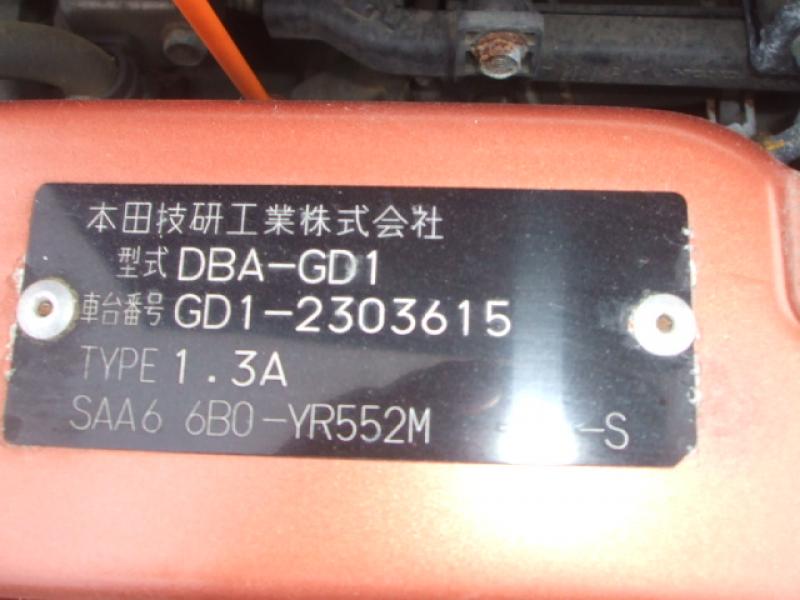 本田技研工業株式会社
型式 DBA-GD1
車台番号 GD1-2303615
TYPE 1.3A
SAA6 6B0-YR552M -S